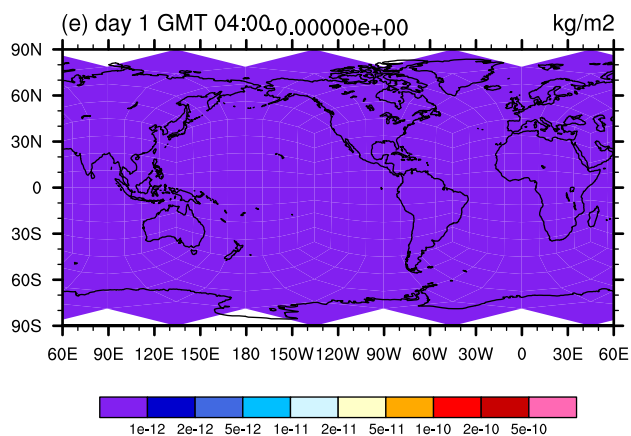 (e) day 1 GMT 04:00 -0.00000e+00 kg/m2
90N
60N
30N
0
30S
60S
90S
60E 90E 120E 150E 180 150W 120W 90W 60W 30W 0 30E 60E
1e-12 2e-12 5e-12 1e-11 2e-11 5e-11 1e-10 2e-10 5e-10